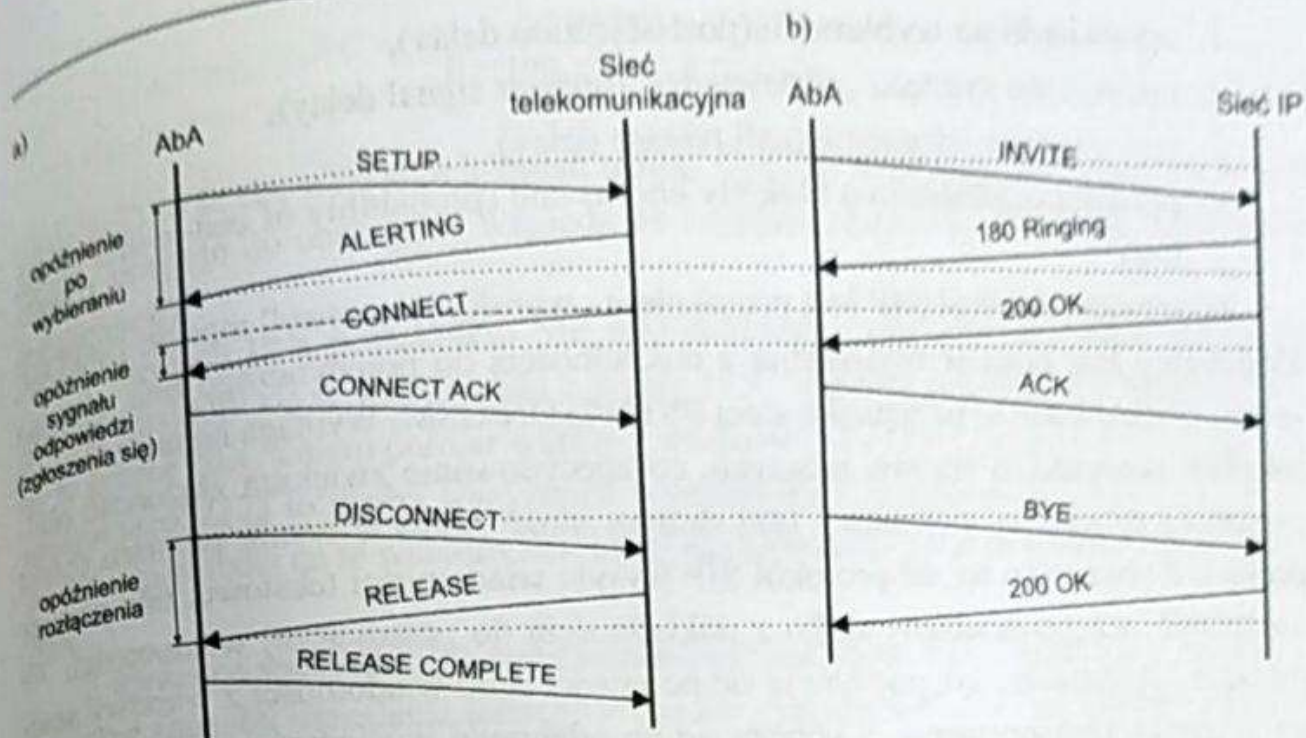 b)
Sieć
telekomunikacyjna
AbA
Sieć IP
a)
AbA
SETUP
INVITE
opóźnienie
po
wybieraniu
ALERTING
180 Ringing
CONNECT
200 OK
opóźnienie
sygnału
odpowiedzi
(zgłoszenia się)
CONNECT ACK
ACK
DISCONNECT
BYE
opóźnienie
rozłączenia
RELEASE
200 OK
RELEASE COMPLETE